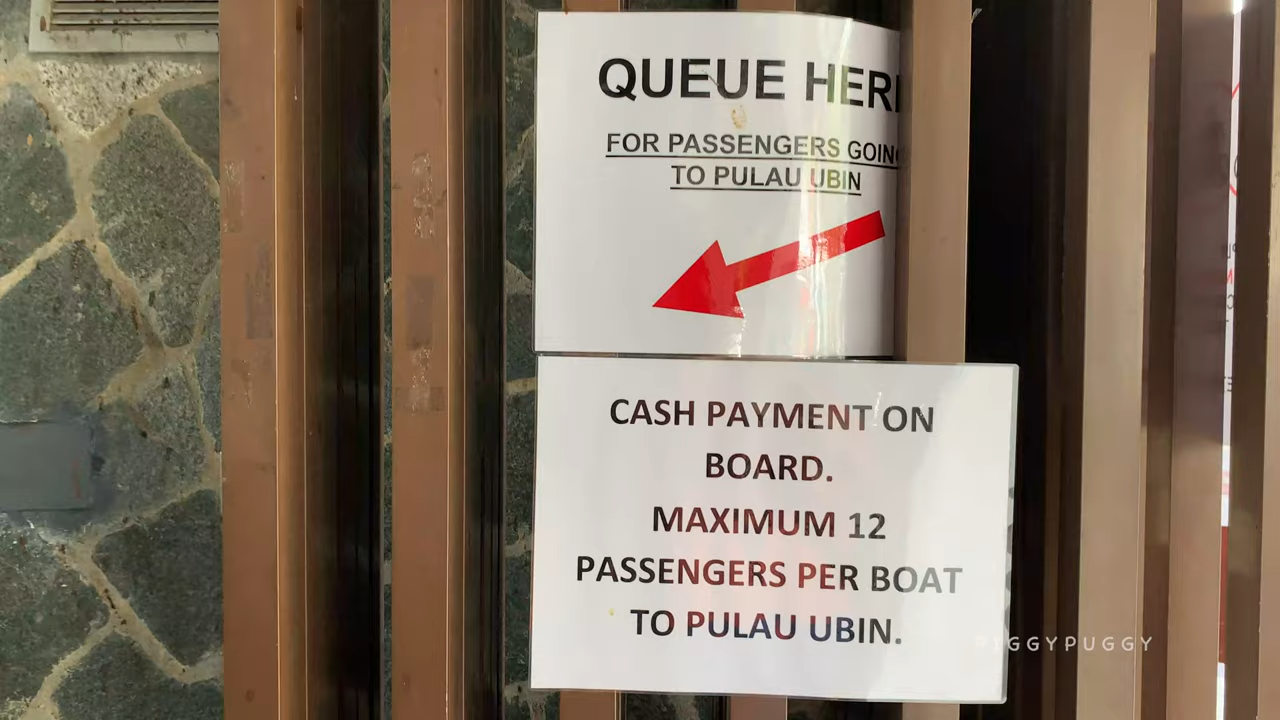 QUEUE HER
FOR PASSENGERS GOING
TO PULAU UBIN
CASH PAYMENT ON
BOARD.
MAXIMUM 12
PASSENGERS PER BOAT
TO PULAU UBIN.
PIGGYPUGGY